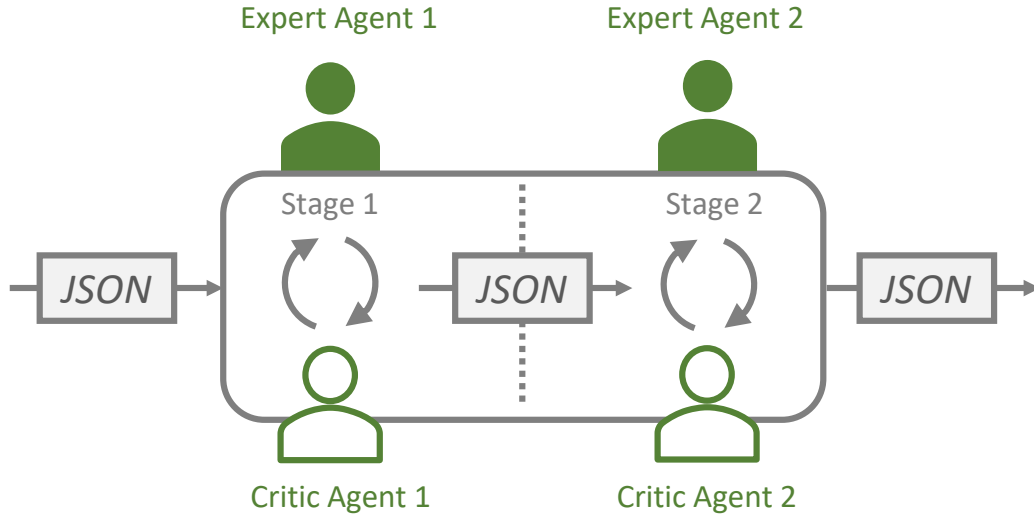 Expert Agent 1
Expert Agent 2
Stage 1
Stage 2
JSON
JSON
JSON
Critic Agent 1
Critic Agent 2